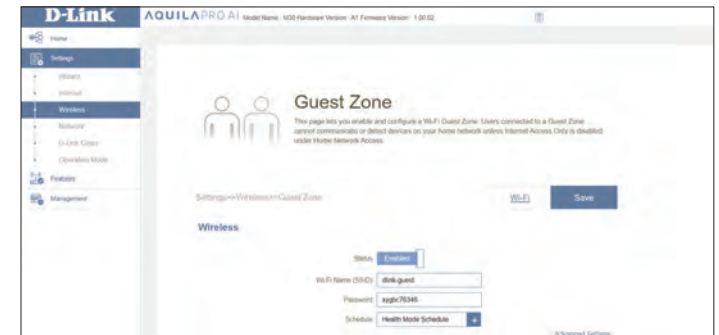 D-Link
AQUILA PRO AI Model Name: M30 Hardware Version: A1 Firmware Version: 1.00.02
Home
Settings
Wizard
Internet
Wireless
Network
D-Link Cloud
Operation Mode
Features
Management
Guest Zone
This page lets you enable and configure a Wi-Fi Guest Zone. Users connected to a Guest Zone
cannot communicate or detect devices on your home network unless Internet Access Only is disabled
under Home Network Access.
Settings>>Wireless>>Guest Zone
Wi-Fi
Save
Wireless
Status
Enabled
Wi-Fi Name (SSID)
dlink-guest
Password
Schedule
Health Mode Schedule
Advanced Settings